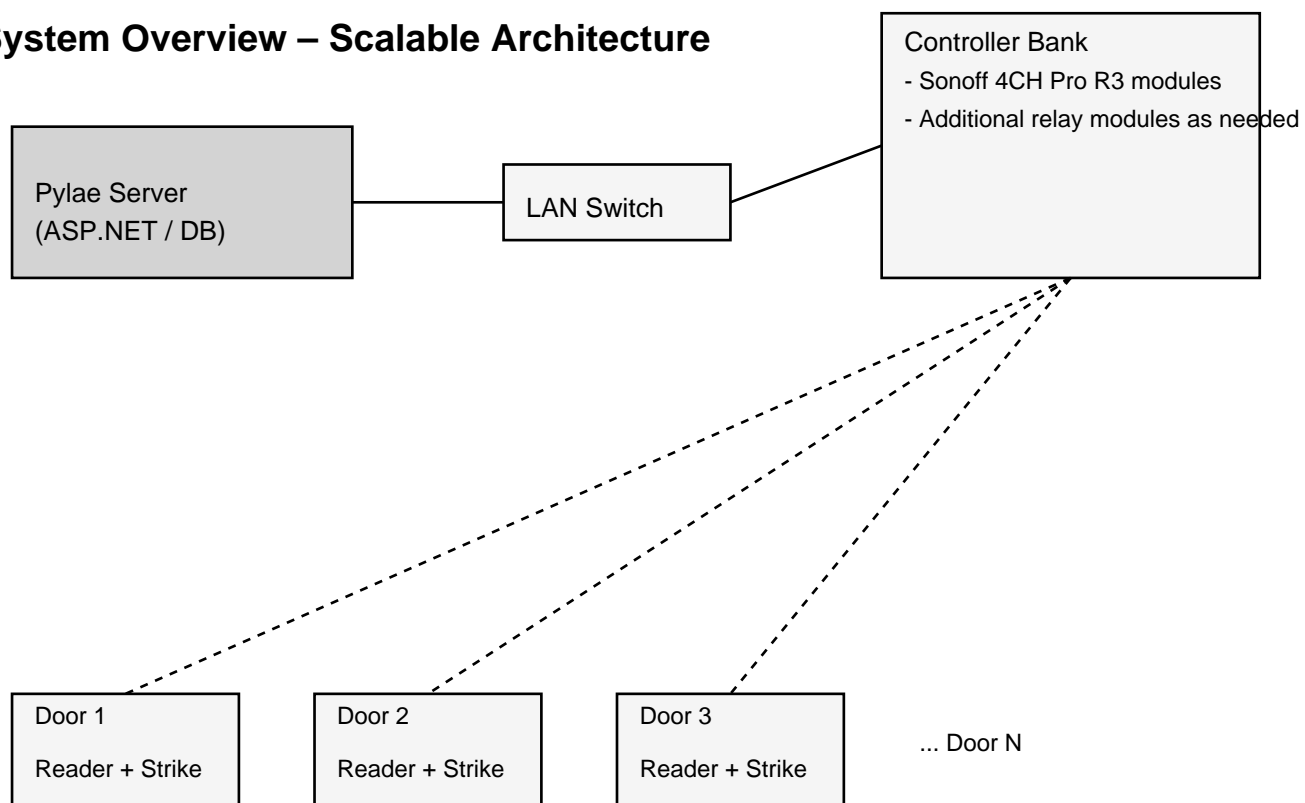 ystem Overview – Scalable Architecture
Controller Bank
- Sonoff 4CH Pro R3 modules
- Additional relay modules as needed
Pylae Server
(ASP.NET / DB)
LAN Switch
Door 1
Reader + Strike
Door 2
Reader + Strike
Door 3
Reader + Strike
... Door N